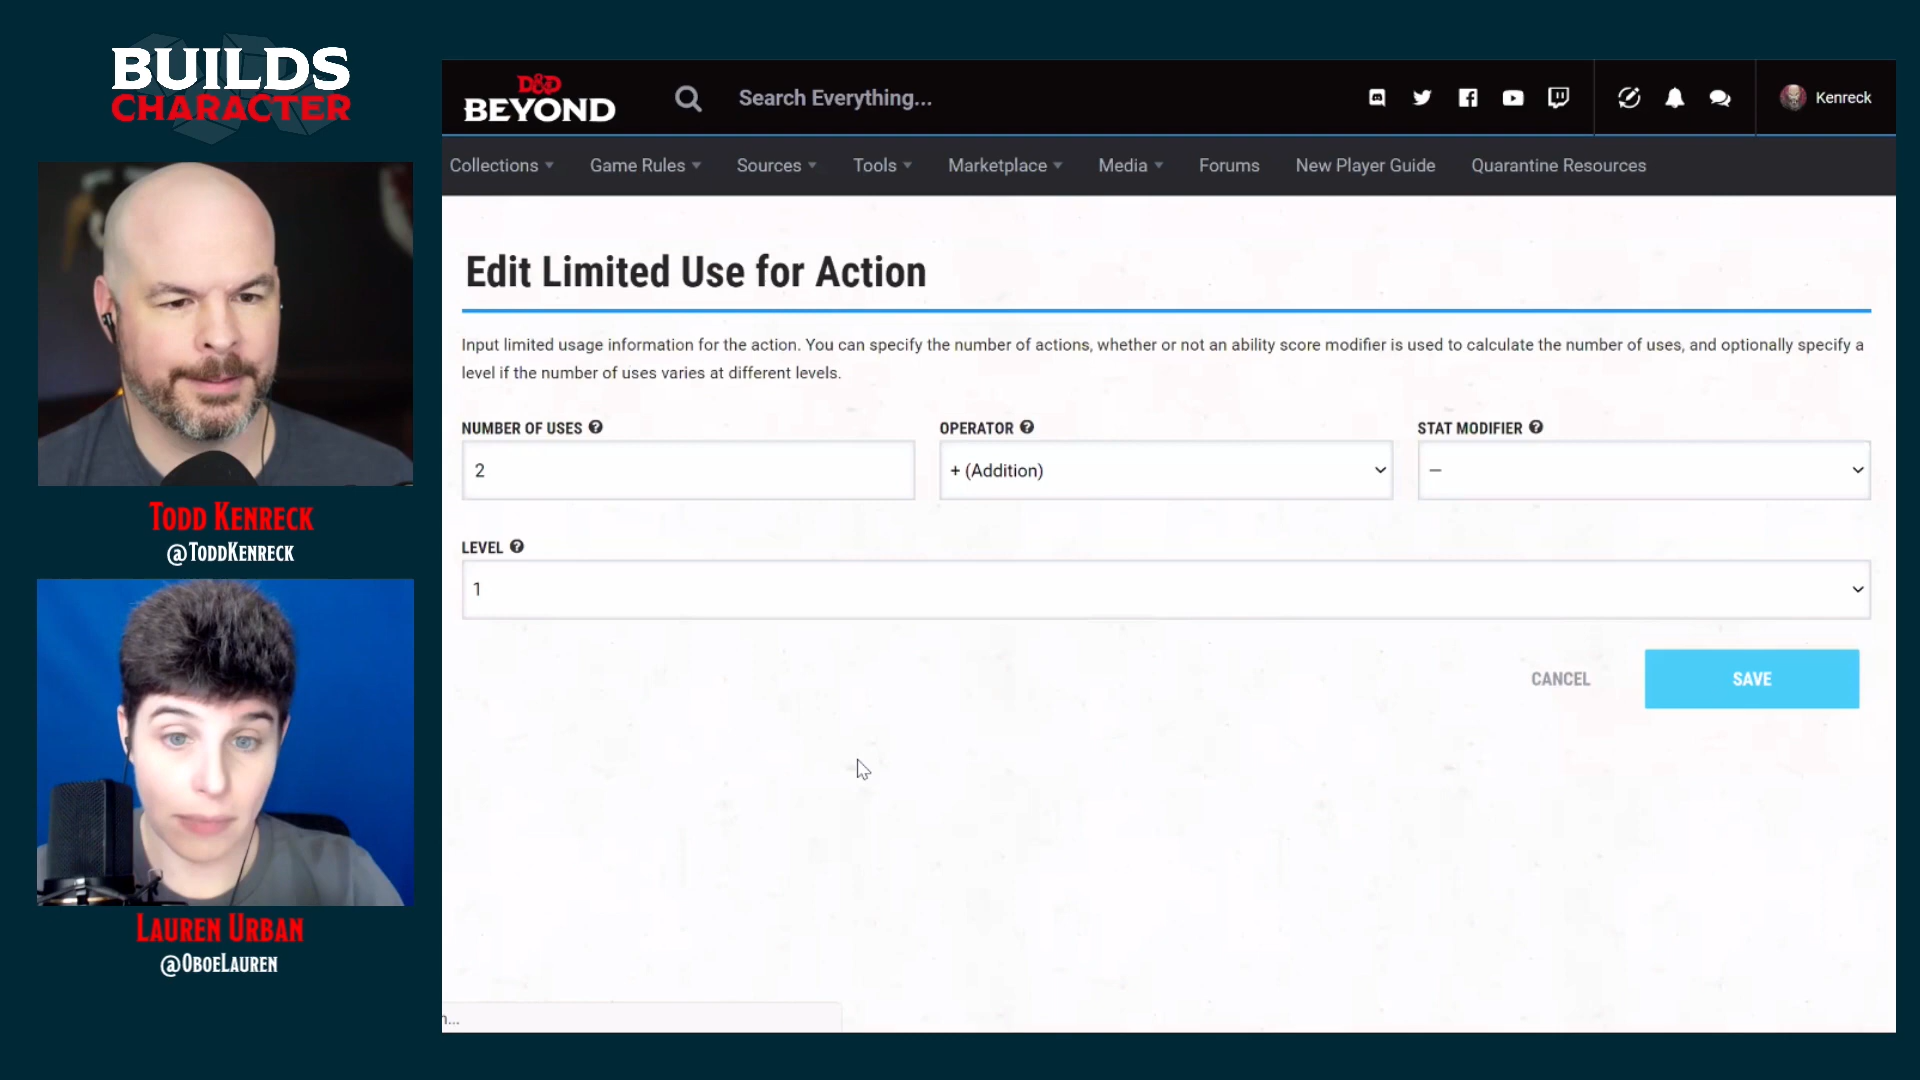 BUILDS
CHARACTER
Todd Kenreck
@ToddKenreck
Lauren Urban
@OboeLauren
D&D
BEYOND
Search Everything...
Kenreck
Collections
Game Rules
Sources
Tools
Marketplace
Media
Forums
New Player Guide
Quarantine Resources
Edit Limited Use for Action
Input limited usage information for the action. You can specify the number of actions, whether or not an ability score modifier is used to calculate the number of uses, and optionally specify a
level if the number of uses varies at different levels.
NUMBER OF USES
OPERATOR
STAT MODIFIER
2
+ (Addition)
—
LEVEL
1
CANCEL
SAVE